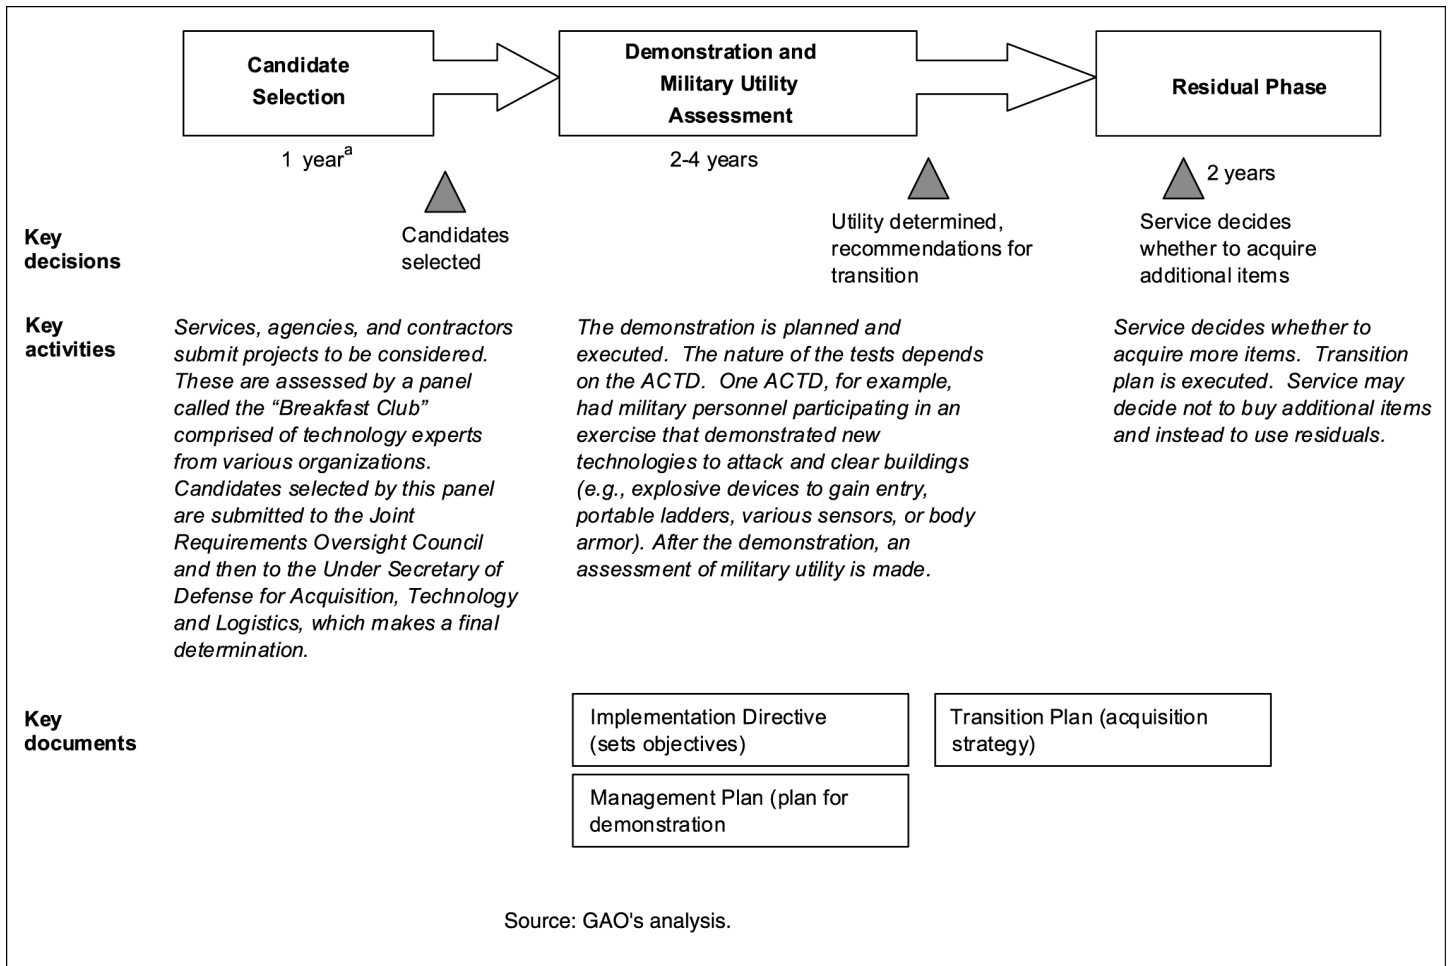 Candidate
Selection
Demonstration and
Military Utility
Assessment
Residual Phase
1 yearª
2-4 years
2 years
Key
decisions
Candidates
selected
Utility determined,
recommendations for
transition
Service decides
whether to acquire
additional items
Key
activities
Services, agencies, and contractors
submit projects to be considered.
These are assessed by a panel
called the “Breakfast Club”
comprised of technology experts
from various organizations.
Candidates selected by this panel
are submitted to the Joint
Requirements Oversight Council
and then to the Under Secretary of
Defense for Acquisition, Technology
and Logistics, which makes a final
determination.
The demonstration is planned and
executed.  The nature of the tests depends
on the ACTD.  One ACTD, for example,
had military personnel participating in an
exercise that demonstrated new
technologies to attack and clear buildings
(e.g., explosive devices to gain entry,
portable ladders, various sensors, or body
armor). After the demonstration, an
assessment of military utility is made.
Service decides whether to
acquire more items.  Transition
plan is executed.  Service may
decide not to buy additional items
and instead to use residuals.
Key
documents
Implementation Directive
(sets objectives)
Management Plan (plan for
demonstration
Transition Plan (acquisition
strategy)
Source: GAO's analysis.